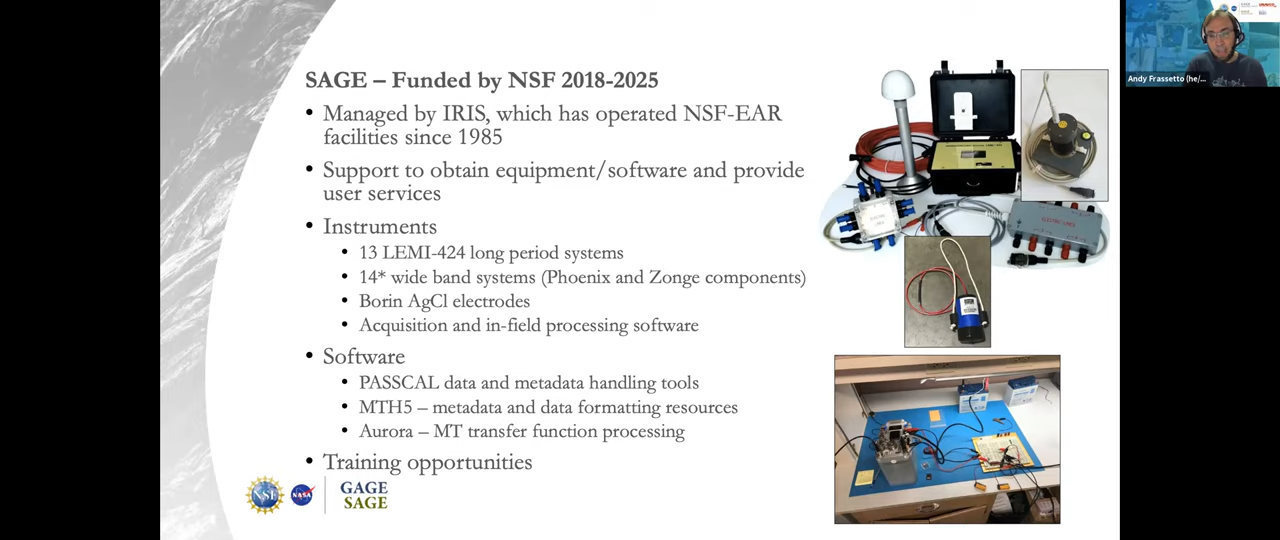 SAGE – Funded by NSF 2018-2025
• Managed by IRIS, which has operated NSF-EAR
facilities since 1985
• Support to obtain equipment/software and provide
user services
• Instruments
• 13 LEMI-424 long period systems
• 14* wide band systems (Phoenix and Zonge components)
• Borin AgCl electrodes
• Acquisition and in-field processing software
• Software
• PASSCAL data and metadata handling tools
• MTH5 – metadata and data formatting resources
• Aurora – MT transfer function processing
• Training opportunities
NSF
NASA
GAGE
SAGE
Andy Frassetto (he/...